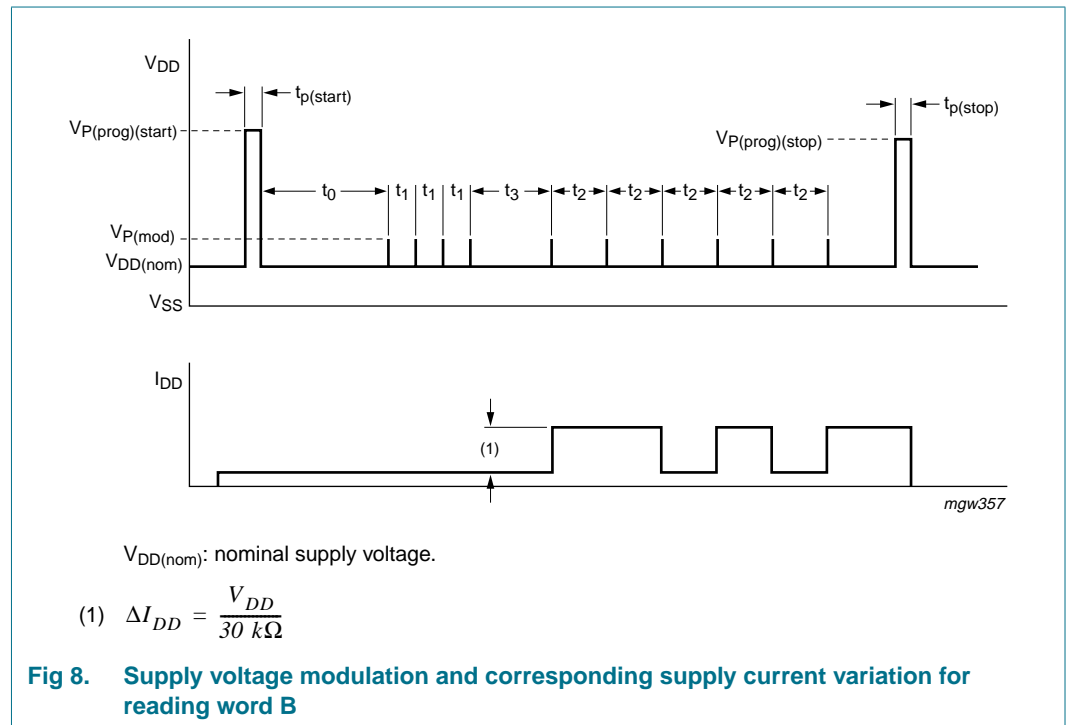 VDD
tp(start)
tp(stop)
VP(prog)(start)
VP(prog)(stop)
t0 t1 t1 t1 t3 t2 t2 t2 t2 t2
VP(mod)
VDD(nom)
VSS
IDD
(1)
mgw357
VDD(nom): nominal supply voltage.
(1) ΔIDD = VDD / 30 kΩ
Fig 8. Supply voltage modulation and corresponding supply current variation for
reading word B